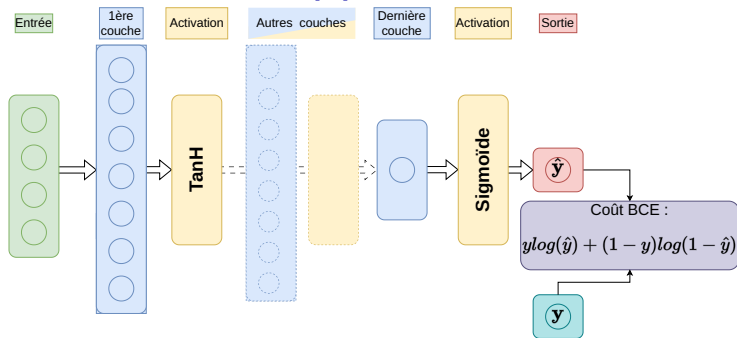 Entrée
1ère
couche
Activation
Autres couches
Dernière
couche
Activation
Sortie
TanH
Sigmoïde
ŷ
Coût BCE :
ylog(ŷ) + (1 − y)log(1 − ŷ)
y